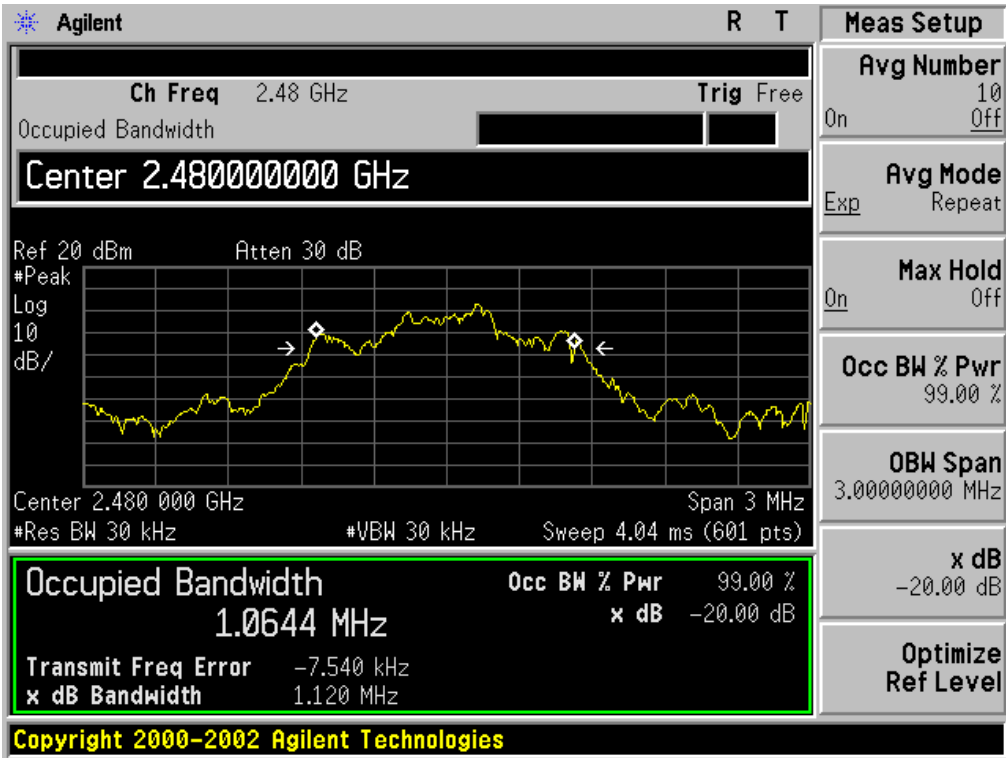 Agilent R T
Ch Freq 2.48 GHz Trig Free
Occupied Bandwidth
Center 2.480000000 GHz
Ref 20 dBm Atten 30 dB
#Peak
Log
10
dB/
Center 2.480 000 GHz Span 3 MHz
#Res BW 30 kHz #VBW 30 kHz Sweep 4.04 ms (601 pts)
Occupied Bandwidth Occ BW % Pwr 99.00 %
1.0644 MHz x dB -20.00 dB
Transmit Freq Error -7.540 kHz
x dB Bandwidth 1.120 MHz
Copyright 2000-2002 Agilent Technologies
Meas Setup
Avg Number
10
On Off
Avg Mode
Exp Repeat
Max Hold
On Off
Occ BW % Pwr
99.00 %
OBW Span
3.00000000 MHz
x dB
-20.00 dB
Optimize
Ref Level